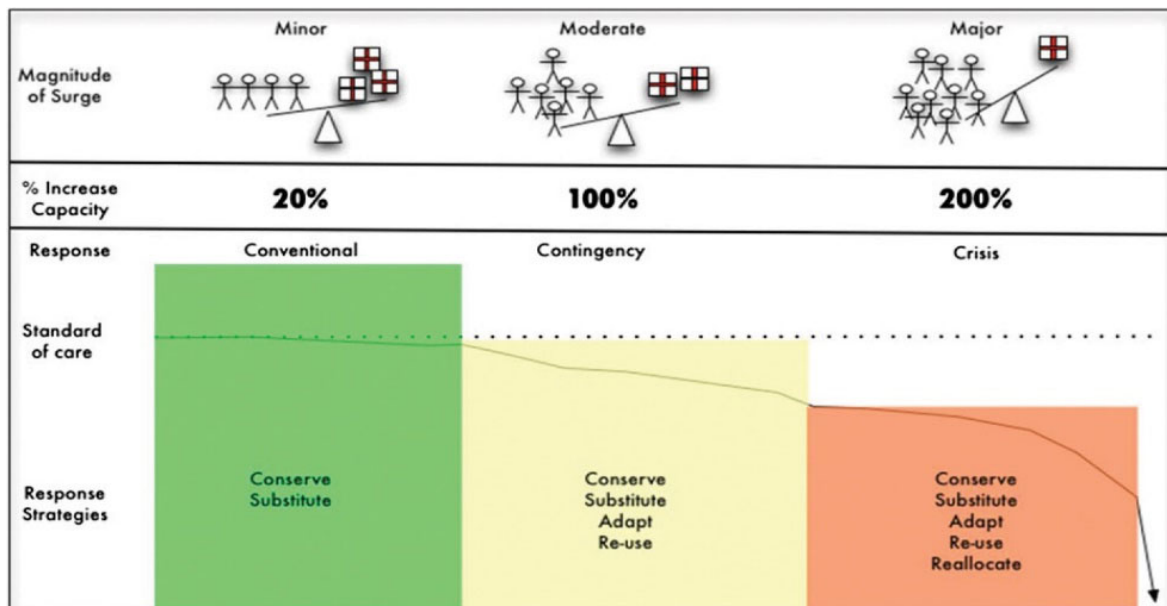 Minor Moderate Major
Magnitude
of Surge
% Increase
Capacity
20% 100% 200%
Response Conventional Contingency Crisis
Standard
of care
Response
Strategies
Conserve
Substitute
Conserve
Substitute
Adapt
Re-use
Conserve
Substitute
Adapt
Re-use
Reallocate